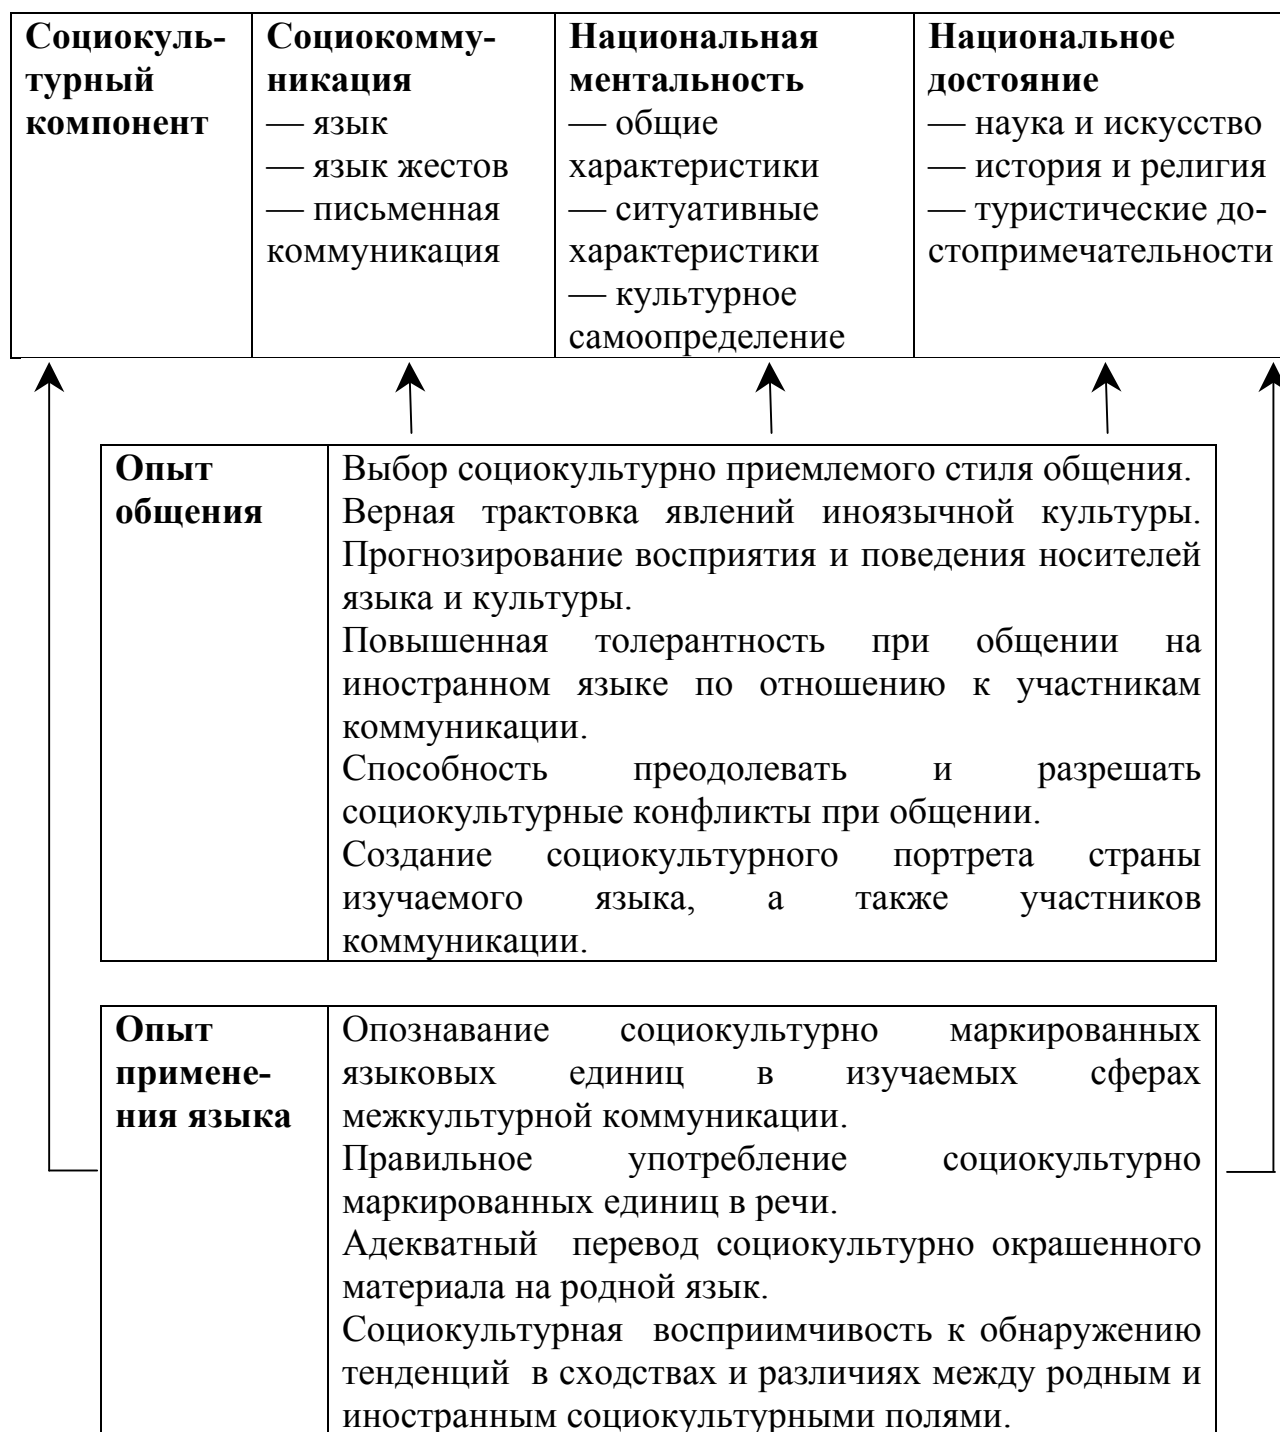 Социокуль-
турный
компонент
Социокомму-
никация
— язык
— язык жестов
— письменная
коммуникация
Национальная
ментальность
— общие
характеристики
— ситуативные
характеристики
— культурное
самоопределение
Национальное
достояние
— наука и искусство
— история и религия
— туристические до-
стопримечательности
Опыт
общения
Выбор социокультурно приемлемого стиля общения.
Верная трактовка явлений иноязычной культуры.
Прогнозирование восприятия и поведения носителей
языка и культуры.
Повышенная толерантность при общении на
иностранном языке по отношению к участникам
коммуникации.
Способность преодолевать и разрешать
социокультурные конфликты при общении.
Создание социокультурного портрета страны
изучаемого языка, а также участников
коммуникации.
Опыт
примене-
ния языка
Опознавание социокультурно маркированных
языковых единиц в изучаемых сферах
межкультурной коммуникации.
Правильное употребление социокультурно
маркированных единиц в речи.
Адекватный перевод социокультурно окрашенного
материала на родной язык.
Социокультурная восприимчивость к обнаружению
тенденций в сходствах и различиях между родным и
иностранным социокультурными полями.